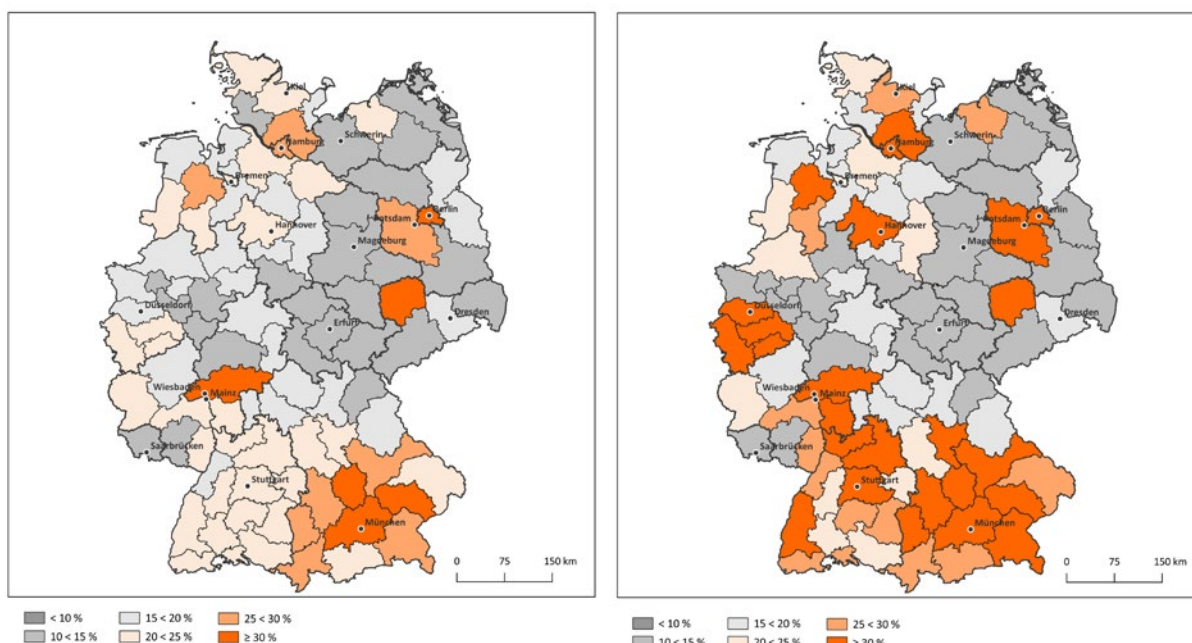 Kiel
Schwerin
Hamburg
Bremen
Berlin
Potsdam
Hannover
Magdeburg
Düsseldorf
Erfurt
Dresden
Wiesbaden
Mainz
Saarbrücken
Stuttgart
München
0 75 150 km
< 10 % 15 < 20 % 25 < 30 %
10 < 15 % 20 < 25 % ≥ 30 %
Kiel
Schwerin
Hamburg
Bremen
Berlin
Potsdam
Hannover
Magdeburg
Düsseldorf
Erfurt
Dresden
Wiesbaden
Mainz
Saarbrücken
Stuttgart
München
0 75 150 km
< 10 % 15 < 20 % 25 < 30 %
10 < 15 % 20 < 25 % ≥ 30 %